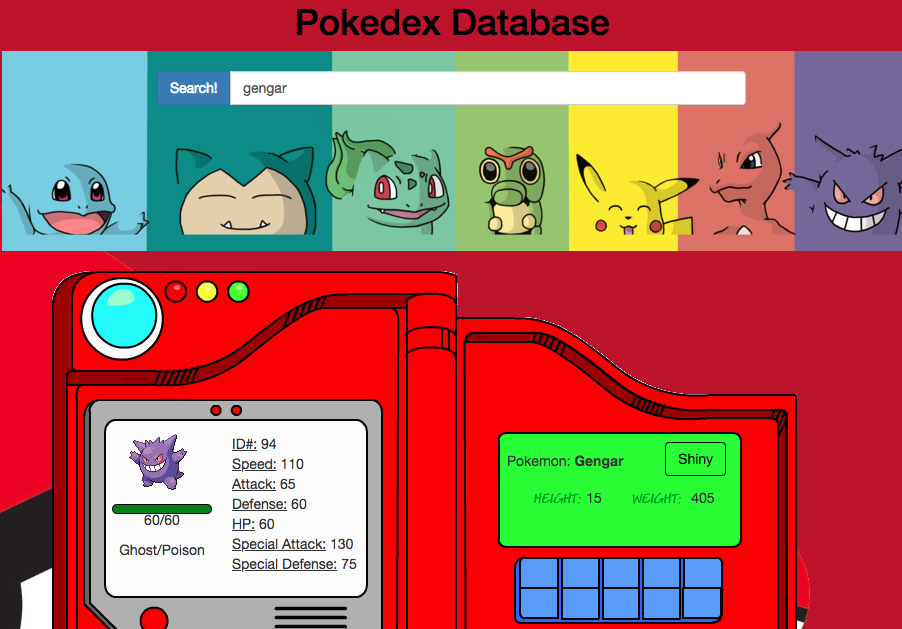 Pokedex Database
Search! gengar
ID#: 94
Speed: 110
Attack: 65
Defense: 60
HP: 60
Special Attack: 130
Special Defense: 75
60/60
Ghost/Poison
Pokemon: Gengar
Shiny
HEIGHT: 15 WEIGHT: 405